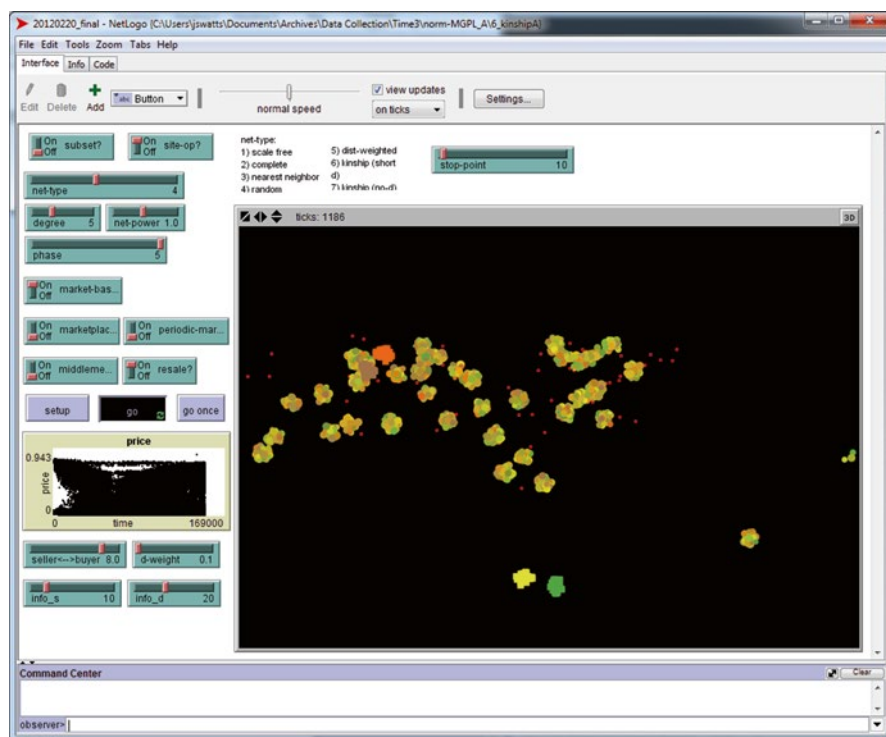 20120220_final - NetLogo {C:\Users\jswatts\Documents\Archives\Data Collection\Time3\norm-MGPL_A\6_kinshipA}
File Edit Tools Zoom Tabs Help
Interface Info Code
Edit Delete Add
abc Button
normal speed
view updates
on ticks
Settings...
On Off subset?
On Off site-op?
net-type:
1) scale free
2) complete
3) nearest neighbor
4) random
5) dist-weighted
6) kinship (short
d)
7) kinship (no-d)
stop-point 10
net-type 4
degree 5
net-power 1.0
phase 5
On Off market-bas...
On Off marketplac...
On Off periodic-mar...
On Off middleme...
On Off resale?
setup
go
go once
ticks: 1186
3D
price
0.943
price
0
0 time 169000
seller<-->buyer 8.0
d-weight 0.1
info_s 10
info_d 20
Command Center
Clear
observer>